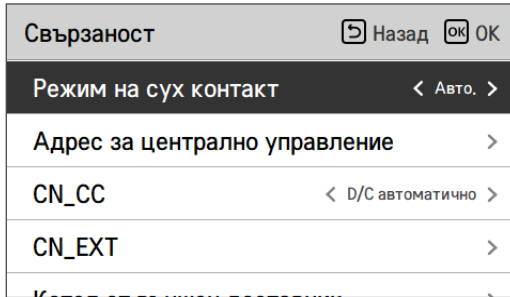 Свързаност Назад OK OK
Режим на сух контакт < Авто. >
Адрес за централно управление >
CN_CC < D/C автоматично >
CN_EXT >